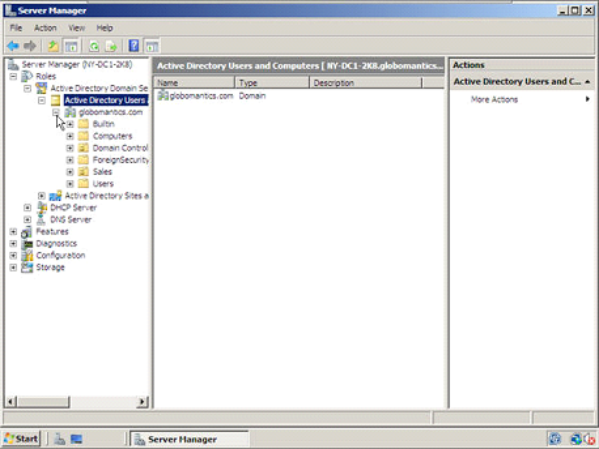 Server Manager
File Action View Help
Server Manager (NY-DC1-2K8)
Roles
Active Directory Domain Se
Active Directory Users
globomantics.com
Builtin
Computers
Domain Control
ForeignSecurity
Sales
Users
Active Directory Sites a
DHCP Server
DNS Server
Features
Diagnostics
Configuration
Storage
Active Directory Users and Computers [ NY-DC1-2K8.globomantics...
Name Type Description
globomantics.com Domain
Actions
Active Directory Users and C...
More Actions
Start Server Manager